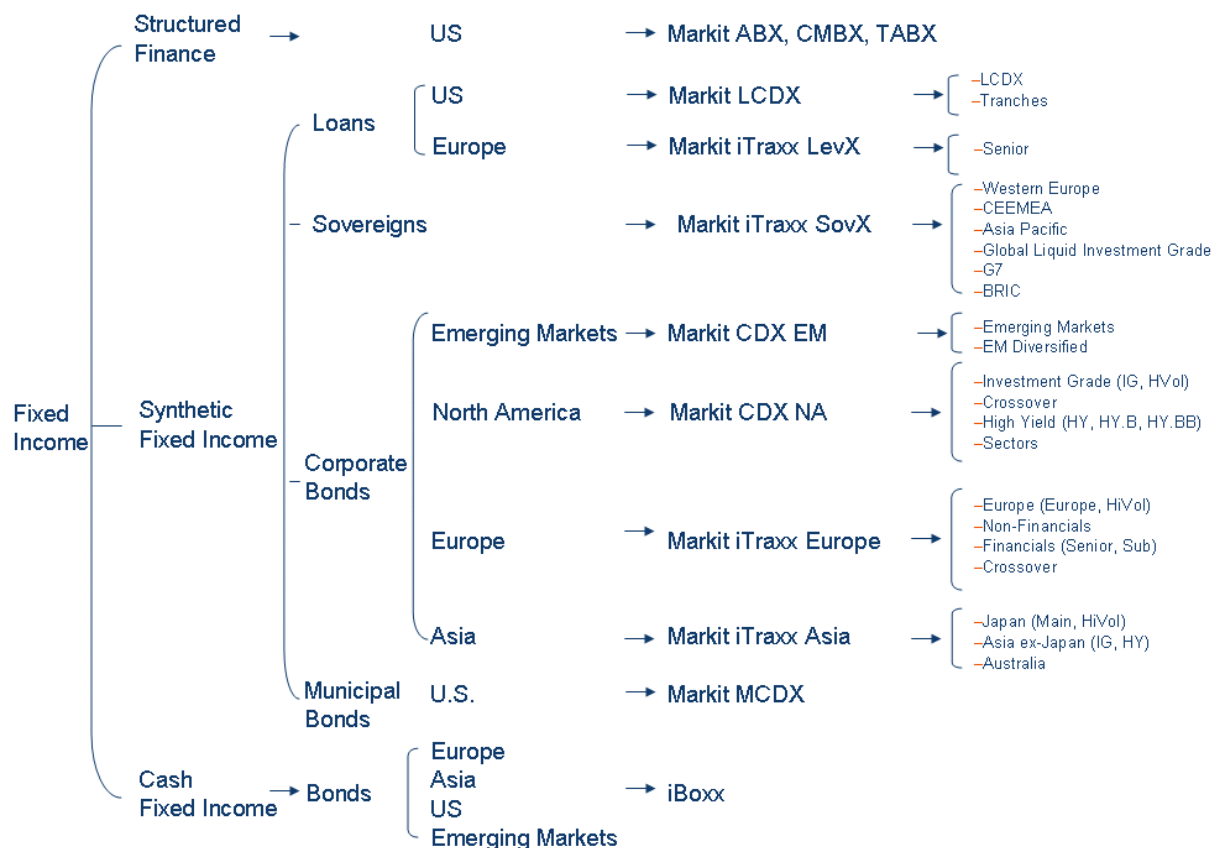 Structured
Finance
US
Markit ABX, CMBX, TABX
Loans
US
Markit LCDX
–LCDX
–Tranches
Europe
Markit iTraxx LevX
–Senior
Sovereigns
Markit iTraxx SovX
–Western Europe
–CEEMEA
–Asia Pacific
–Global Liquid Investment Grade
–G7
–BRIC
Fixed
Income
Synthetic
Fixed Income
Corporate
Bonds
Emerging Markets
Markit CDX EM
–Emerging Markets
–EM Diversified
North America
Markit CDX NA
–Investment Grade (IG, HVol)
–Crossover
–High Yield (HY, HY.B, HY.BB)
–Sectors
Europe
Markit iTraxx Europe
–Europe (Europe, HiVol)
–Non-Financials
–Financials (Senior, Sub)
–Crossover
Asia
Markit iTraxx Asia
–Japan (Main, HiVol)
–Asia ex-Japan (IG, HY)
–Australia
Municipal
Bonds
U.S.
Markit MCDX
Cash
Fixed Income
Bonds
Europe
Asia
US
Emerging Markets
iBoxx